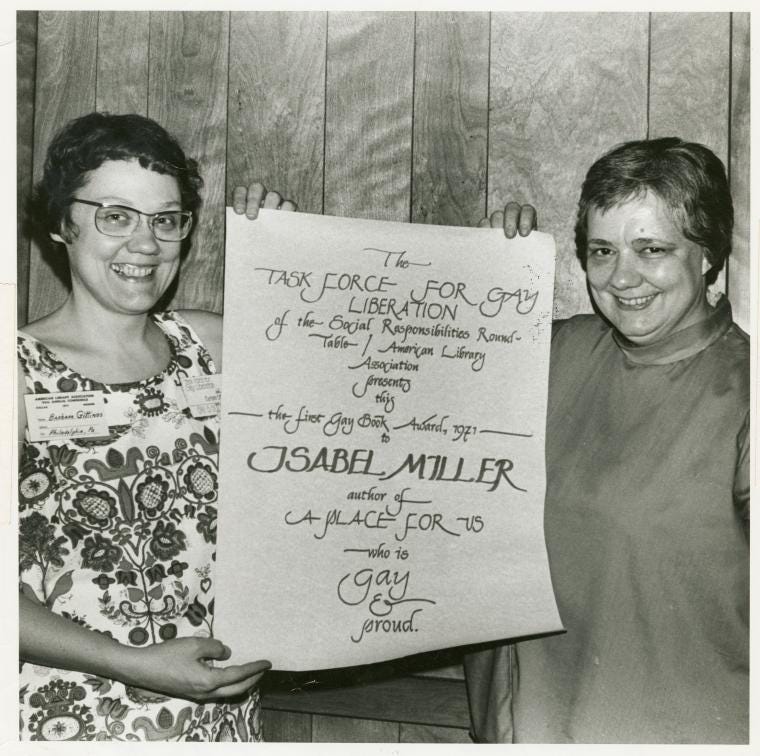 The
TASK FORCE FOR GAY
LIBERATION
of the Social Responsibilities Round-
Table / American Library
Association
presents
this
the First Gay Book Award, 1971
to
ISABEL MILLER
author of
A PLACE FOR US
who is
gay
&
proud.
AMERICAN LIBRARY ASSOCIATION
DALLAS
Barbara Gittings
Philadelphia, Pa.